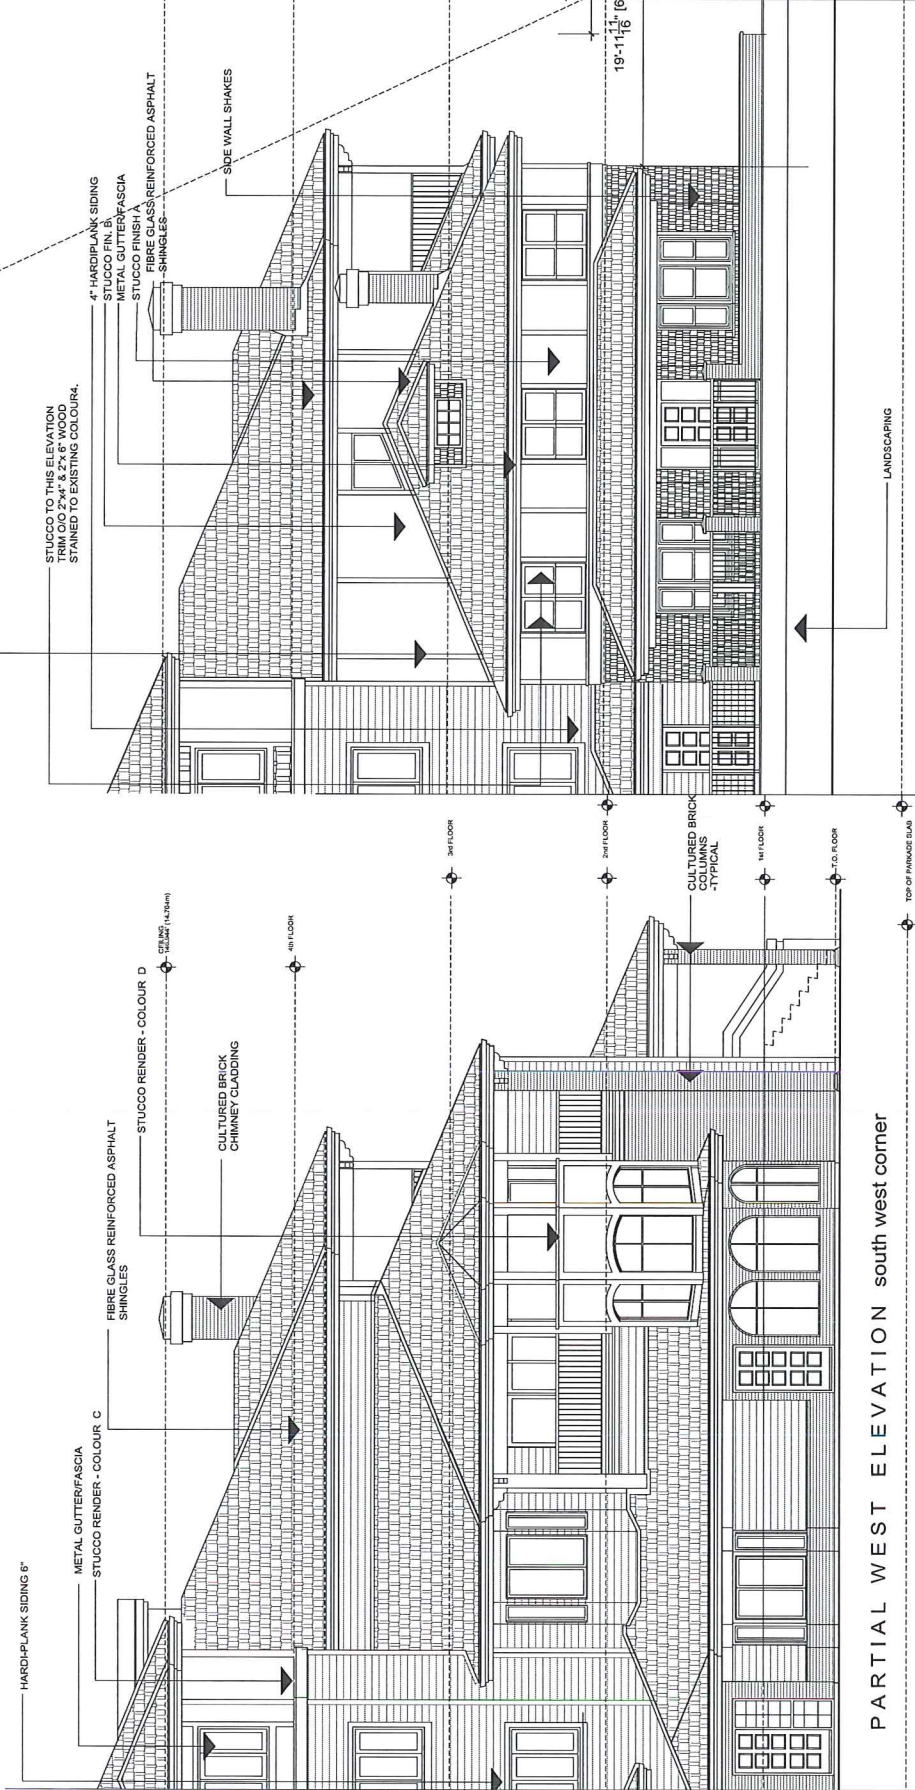 HARDI-PLANK SIDING 6"
METAL GUTTER/FASCIA
STUCCO RENDER - COLOUR C
FIBRE GLASS REINFORCED ASPHALT
SHINGLES
CULTURED BRICK
CHIMNEY CLADDING
STUCCO RENDER - COLOUR D
CEILING
4th FLOOR
3rd FLOOR
2nd FLOOR
CULTURED BRICK
COLUMNS
-TYPICAL
1st FLOOR
T.O. FLOOR
TOP OF PARKADE SLAB
PARTIAL WEST ELEVATION south west corner
STUCCO TO THIS ELEVATION
TRIM O/O 2"x4" & 2"x 6" WOOD
STAINED TO EXISTING COLOUR4.
4" HARDIPLANK SIDING
STUCCO FIN. B
METAL GUTTER/FASCIA
STUCCO FINISH A
FIBRE GLASS REINFORCED ASPHALT
SHINGLES
SIDE WALL SHAKES
19'-11 11/16" [6
LANDSCAPING